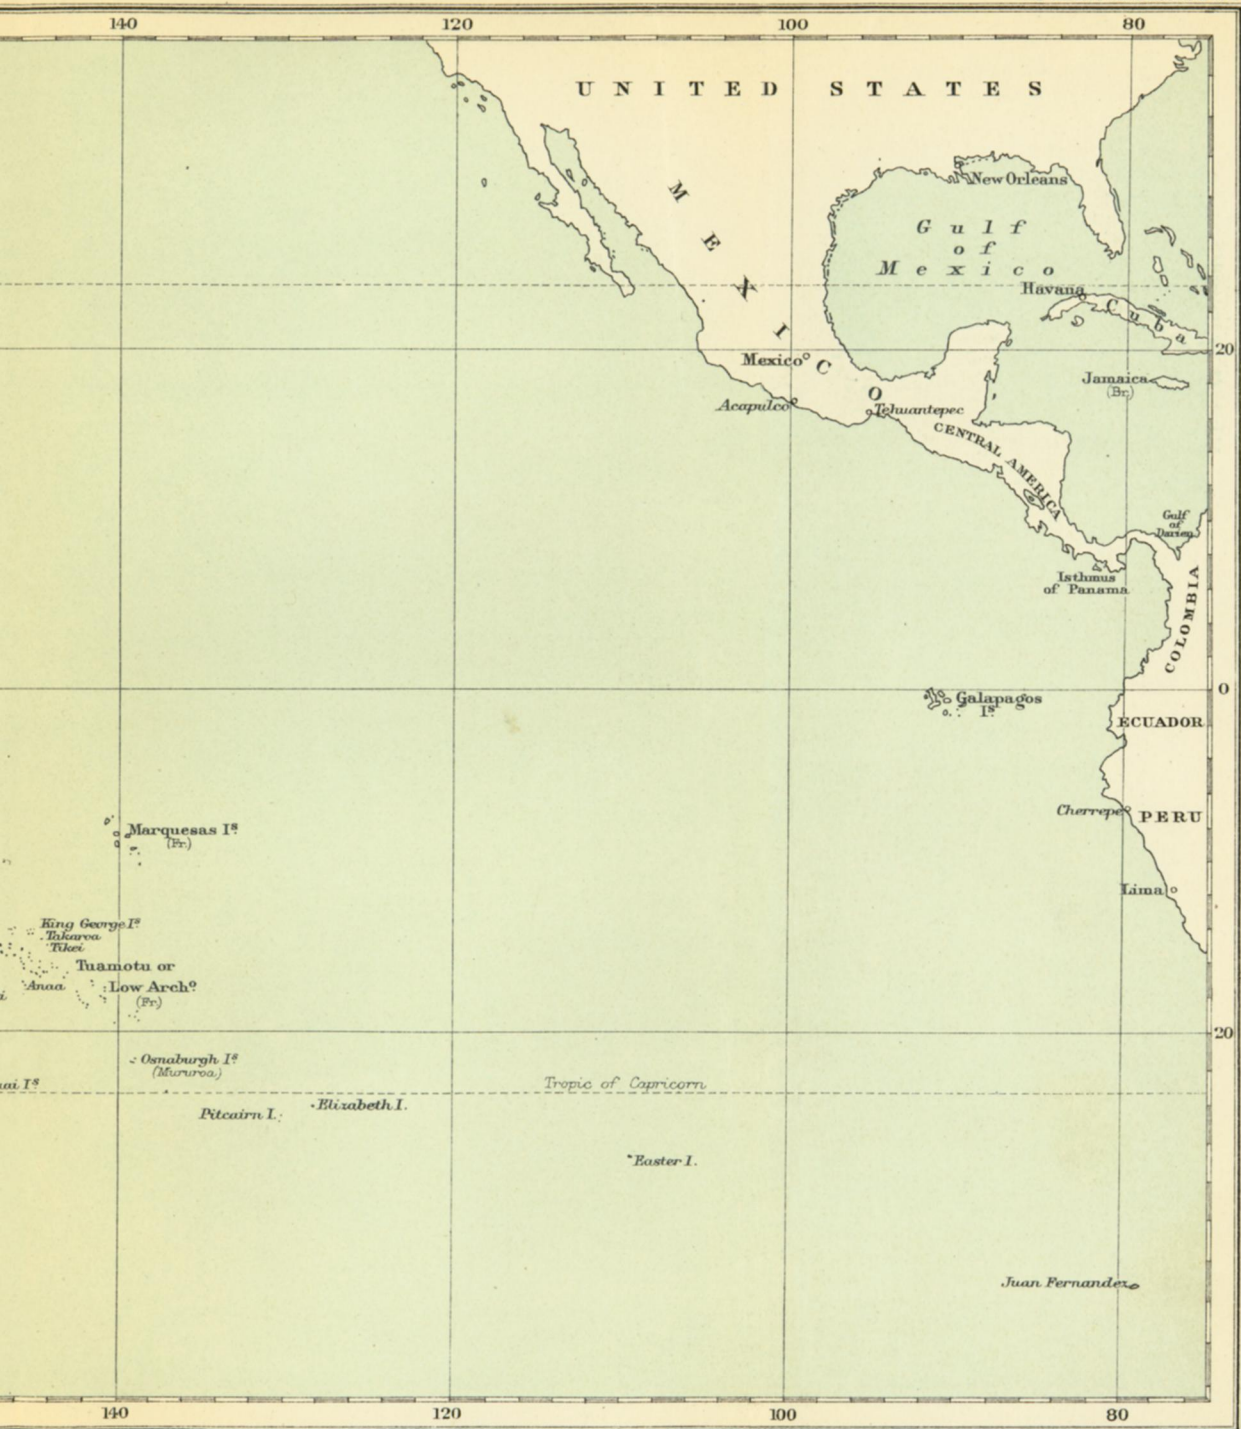 140 120 100 80
UNITED STATES
MEXICO
New Orleans
Gulf
of
Mexico
Havana
Cuba
20
Mexico
Jamaica
(Br.)
Acapulco
Tehuantepec
CENTRAL AMERICA
Gulf
of
Darien
Isthmus
of Panama
COLOMBIA
0
Galapagos
Is.
ECUADOR
Cherrepe
PERU
Marquesas Is.
(Fr.)
Lima
King George Is.
Takaroa
Tikei
Tuamotu or
Anaa
Low Archo.
(Fr.)
20
Osnaburgh Is.
(Mururoa)
Tropic of Capricorn
Elizabeth I.
Pitcairn I.
Easter I.
Juan Fernandez
140 120 100 80